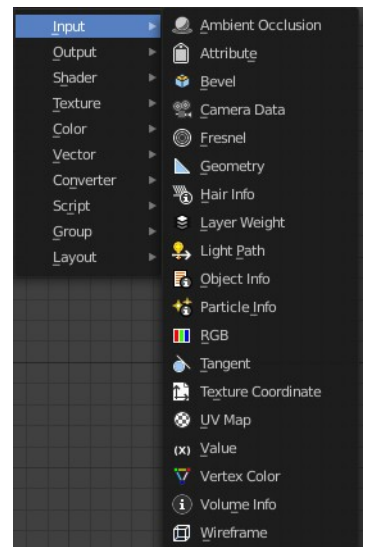 Input
Output
Shader
Texture
Color
Vector
Converter
Script
Group
Layout
Ambient Occlusion
Attribute
Bevel
Camera Data
Fresnel
Geometry
Hair Info
Layer Weight
Light Path
Object Info
Particle Info
RGB
Tangent
Texture Coordinate
UV Map
(x) Value
Vertex Color
Volume Info
Wireframe